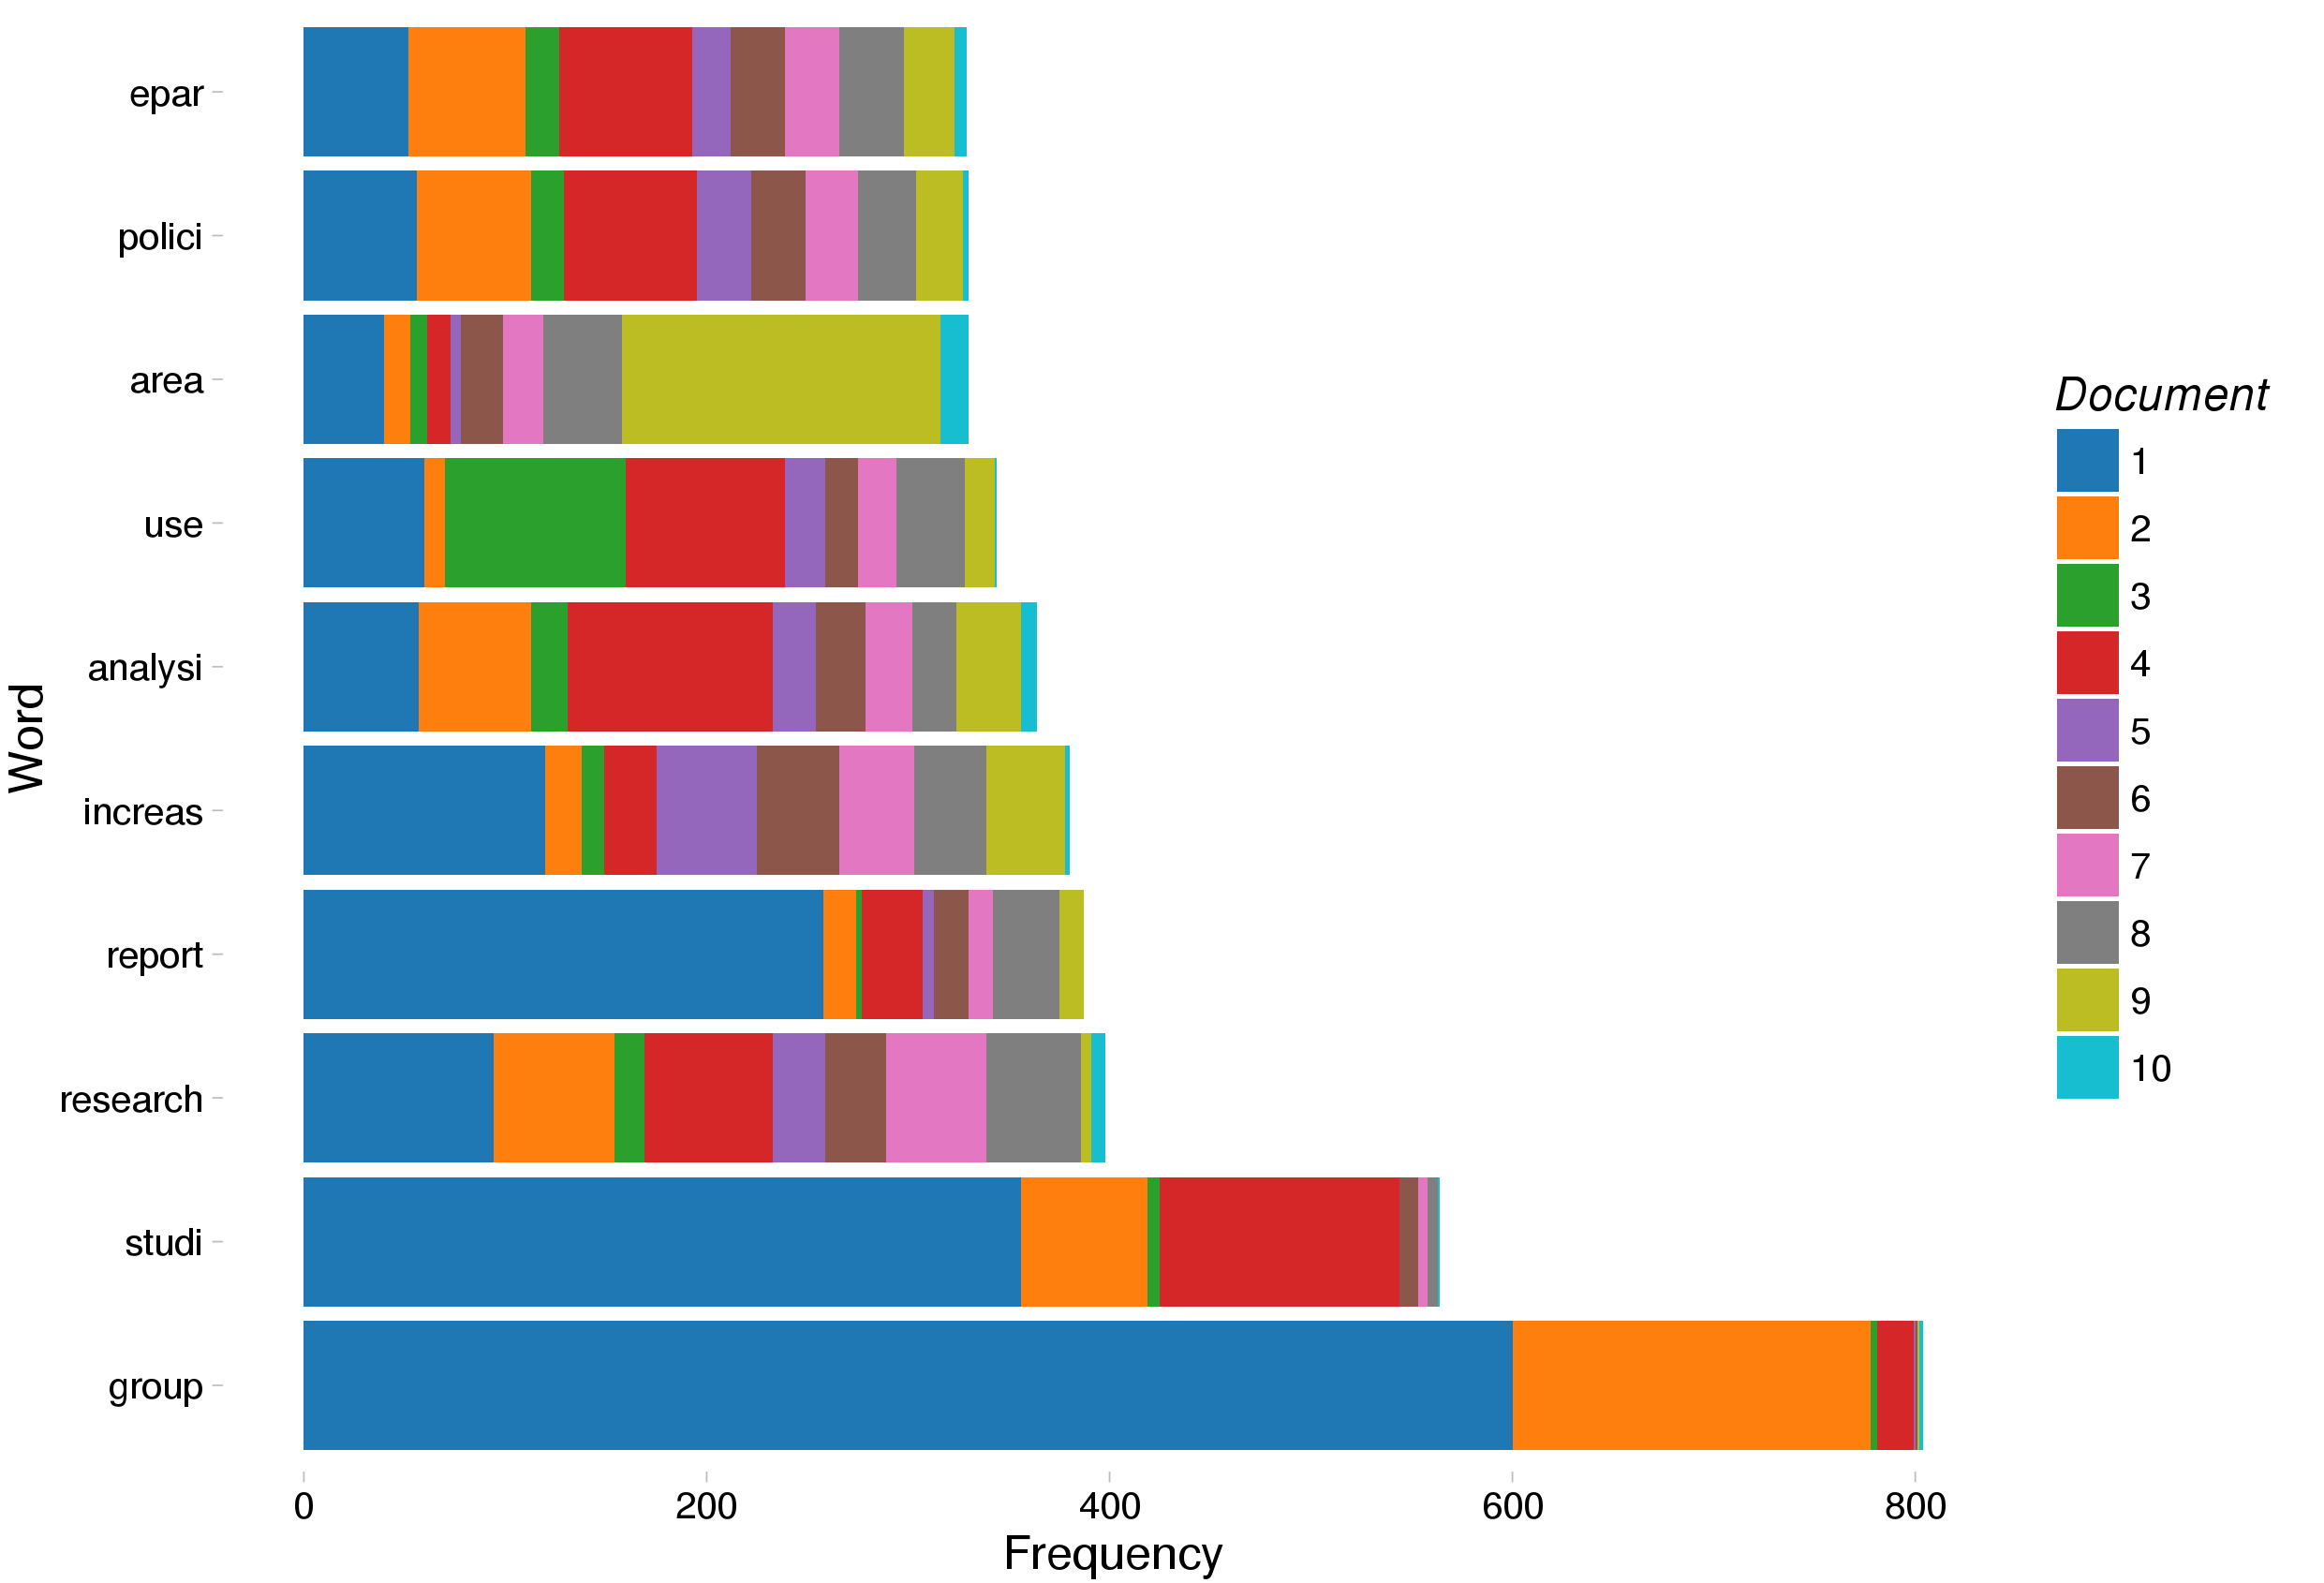 epar
polici
area
use
analysi
increas
report
research
studi
group
Word
0 200 400 600 800
Frequency
Document
1
2
3
4
5
6
7
8
9
10